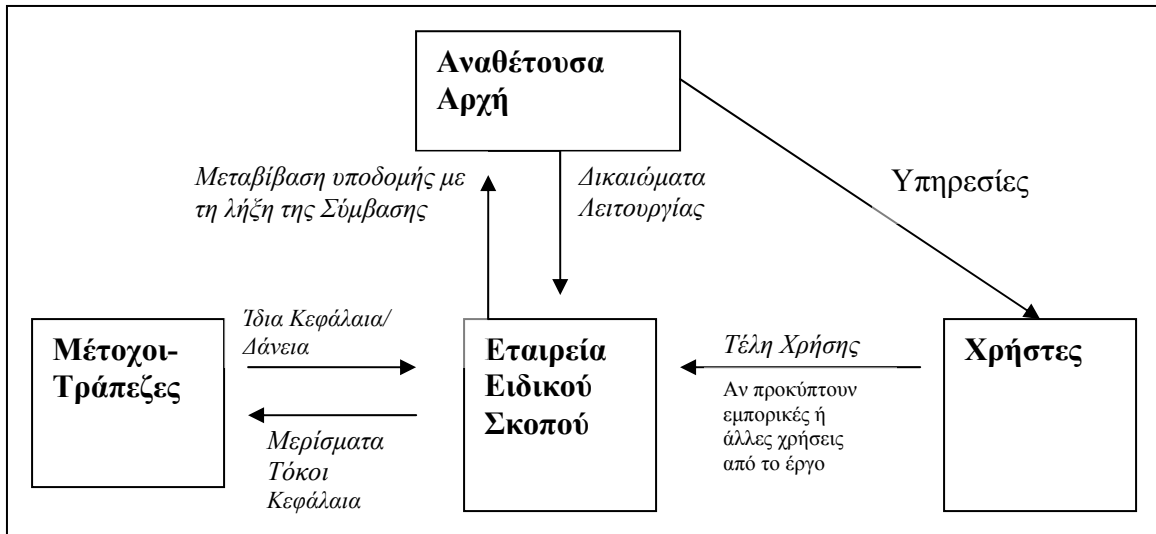 Αναθέτουσα
Αρχή
Μεταβίβαση υποδομής με
τη λήξη της Σύμβασης
Δικαιώματα
Λειτουργίας
Υπηρεσίες
Μέτοχοι-
Τράπεζες
Ίδια Κεφάλαια/
Δάνεια
Μερίσματα
Τόκοι
Κεφάλαια
Εταιρεία
Ειδικού
Σκοπού
Τέλη Χρήσης
Αν προκύπτουν
εμπορικές ή
άλλες χρήσεις
από το έργο
Χρήστες